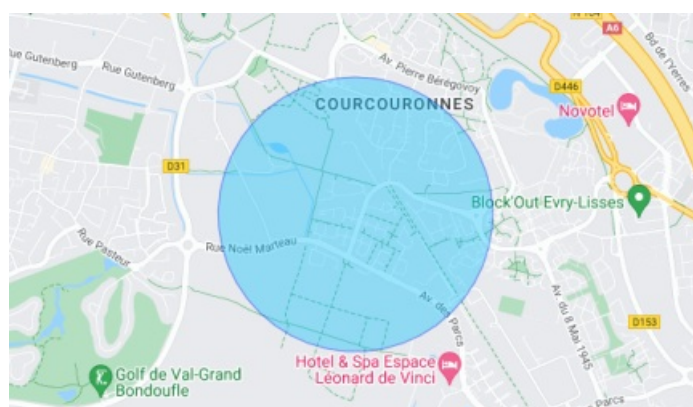 N 104
A6
Bd de l'Yerres
Rue Gutenberg
Rue Gutenberg
Av. Pierre Bérégovoy
D446
COURCOURONNES
Novotel
D31
Block'Out Evry-Lisses
Rue Pasteur
Rue Noël Marteau
Av. des Parcs
Av. du 8 Mai 1945
D153
Golf de Val-Grand
Bondoufle
Hotel & Spa Espace
Léonard de Vinci
Parcs